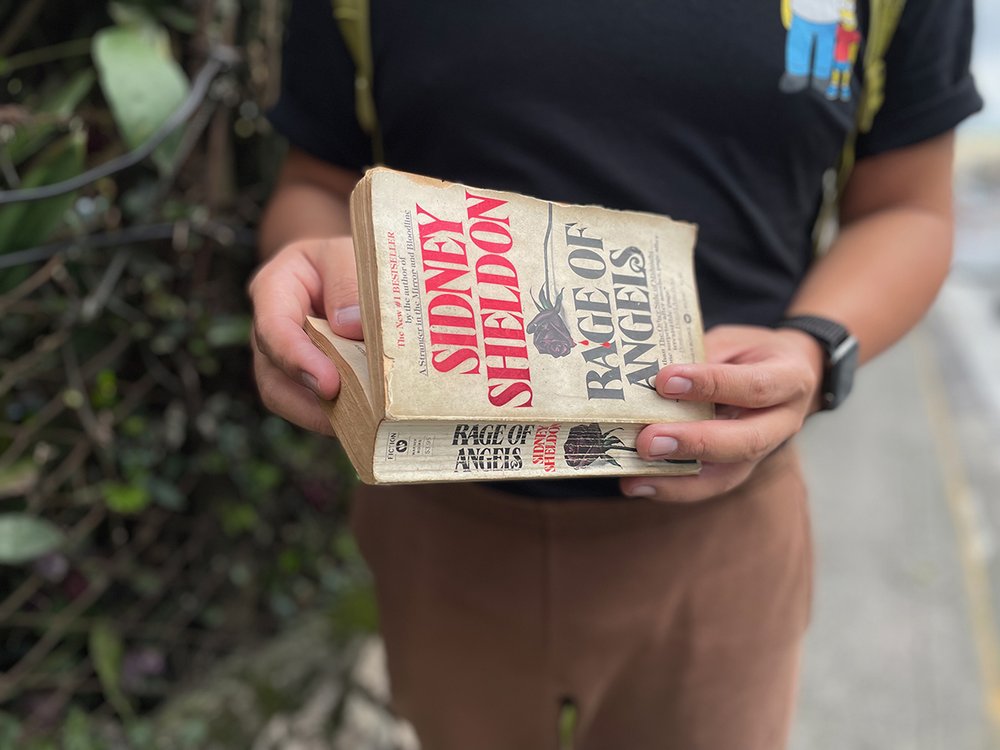 The New #1 BESTSELLER
by the author of
A Stranger in the Mirror and Bloodline
SIDNEY
SHELDON
RAGE OF
ANGELS
FICTION
RAGE OF
ANGELS
SIDNEY
SHELDON